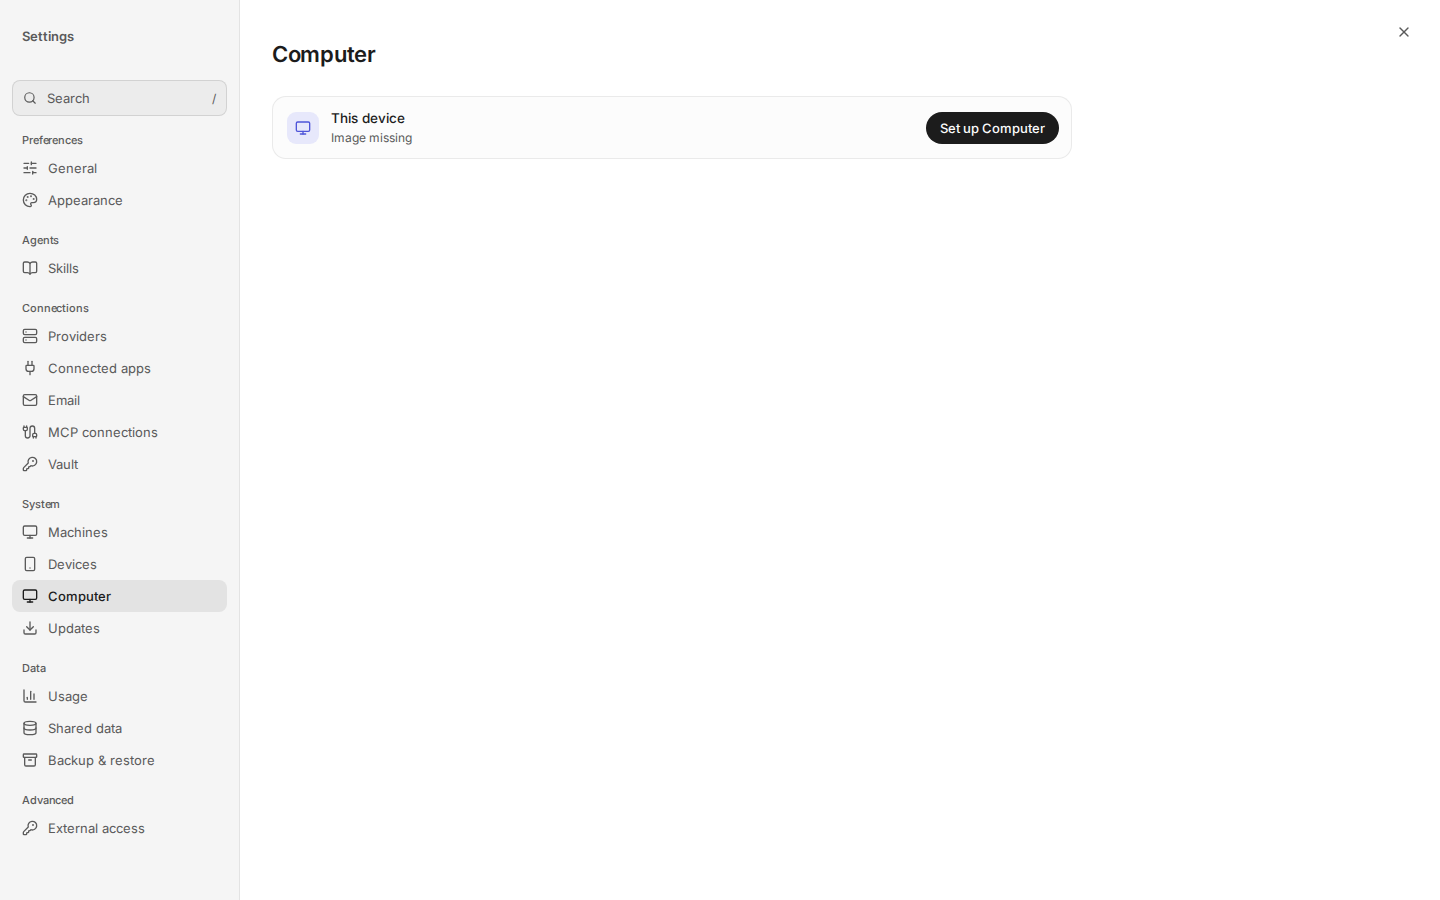 Settings
Search /
Preferences
General
Appearance
Agents
Skills
Connections
Providers
Connected apps
Email
MCP connections
Vault
System
Machines
Devices
Computer
Updates
Data
Usage
Shared data
Backup & restore
Advanced
External access
Computer
This device
Image missing
Set up Computer